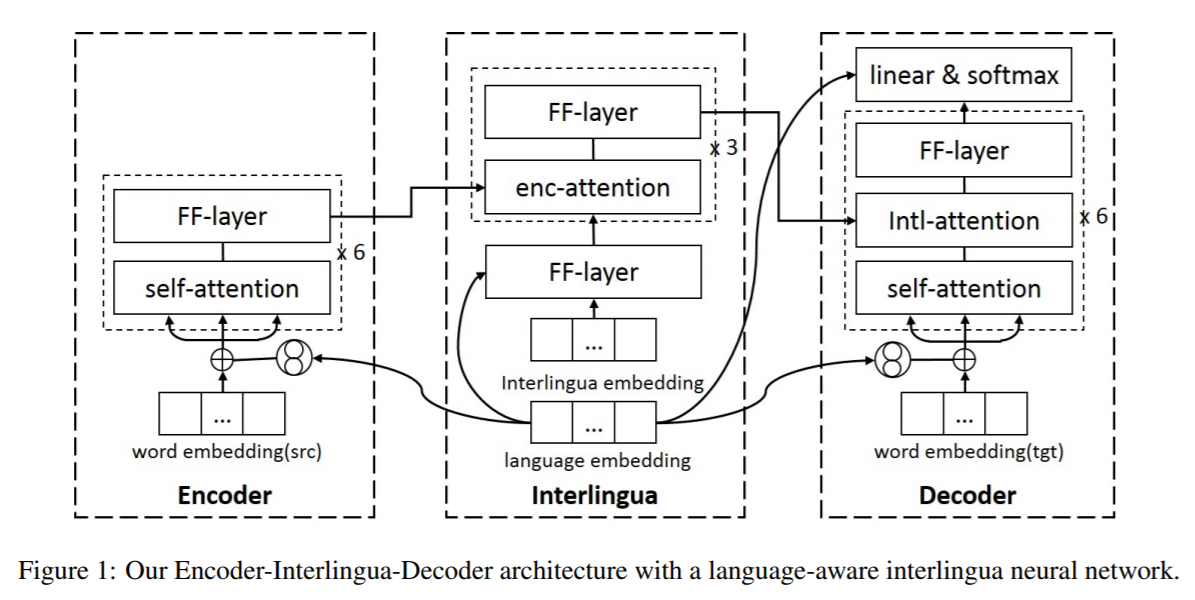 FF-layer
self-attention
x 6
...
word embedding(src)
Encoder
FF-layer
enc-attention
x 3
FF-layer
...
Interlingua embedding
...
language embedding
Interlingua
linear & softmax
FF-layer
Intl-attention
self-attention
x 6
...
word embedding(tgt)
Decoder
Figure 1: Our Encoder-Interlingua-Decoder architecture with a language-aware interlingua neural network.